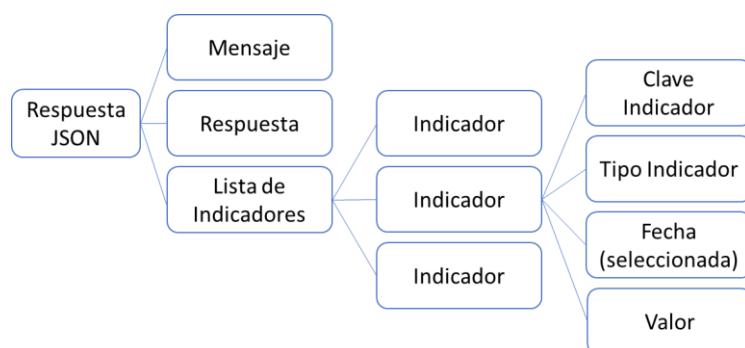 Respuesta
JSON
Mensaje
Respuesta
Lista de
Indicadores
Indicador
Indicador
Indicador
Clave
Indicador
Tipo Indicador
Fecha
(seleccionada)
Valor